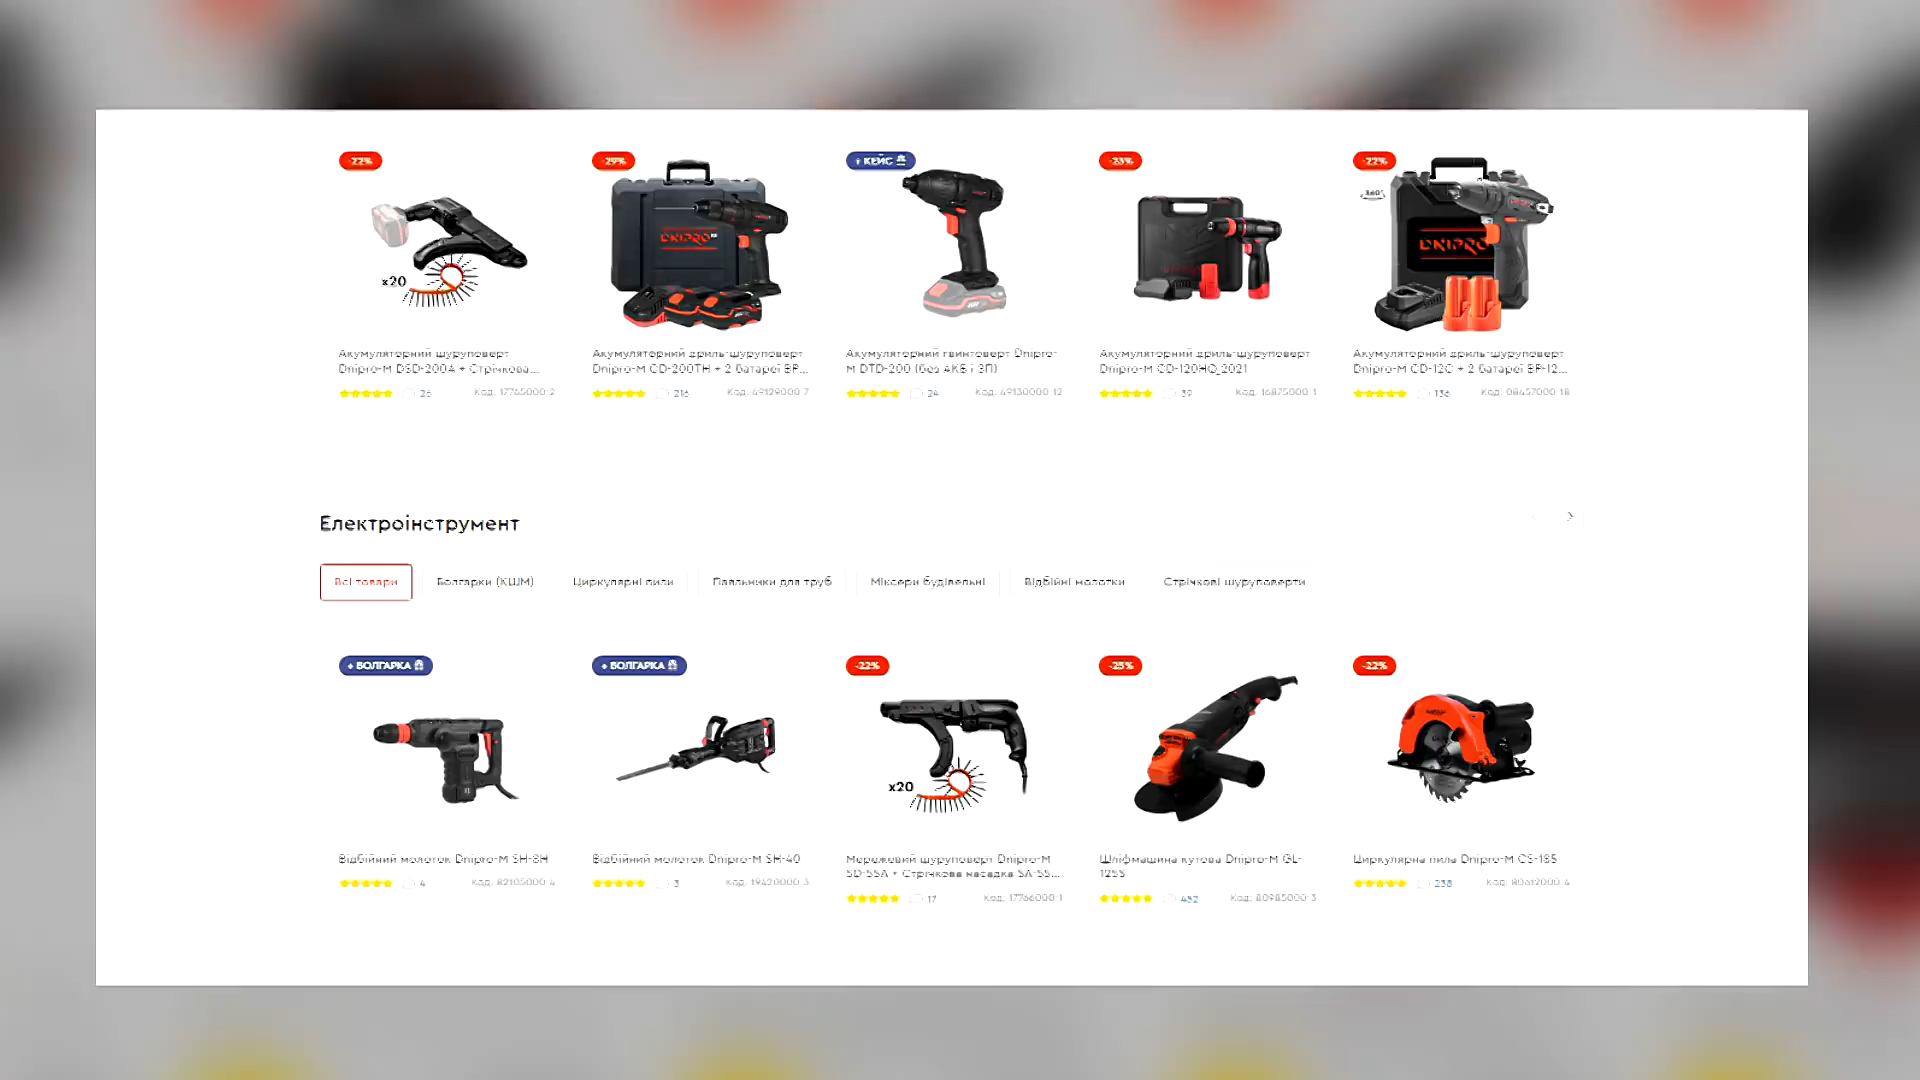 -22%
-29%
+ КЕЙС
-23%
-22%
360°
x20
DNIPRO
DNIPRO
Акумуляторний шуруповерт
Dnipro-M DSD-200A + Стрічкова...
26 Код: 17765000-2
Акумуляторний дриль-шуруповерт
Dnipro-M CD-200TH + 2 батареї BP...
216 Код: 49129000-7
Акумуляторний гвинтоверт Dnipro-
M DTD-200 (без АКБ і ЗП)
24 Код: 49130000-12
Акумуляторний дриль-шуруповерт
Dnipro-M CD-120HQ_2021
39 Код: 16875000-1
Акумуляторний дриль-шуруповерт
Dnipro-M CD-12C + 2 батареї BP-12...
136 Код: 08457000-18
Електроінструмент
Всі товари
Болгарки (КШМ)
Циркулярні пили
Паяльники для труб
Міксери будівельні
Відбійні молотки
Стрічкові шуруповерти
+ БОЛГАРКА
+ БОЛГАРКА
-22%
-25%
-22%
x20
Відбійний молоток Dnipro-M SH-8H
4 Код: 82105000-4
Відбійний молоток Dnipro-M SH-40
3 Код: 19420000-3
Мережевий шуруповерт Dnipro-M
SD-55A + Стрічкова насадка SA-55...
17 Код: 17766000-1
Шліфмашина кутова Dnipro-M GL-
125S
452 Код: 80985000-3
Циркулярна пила Dnipro-M CS-185
238 Код: 80612000-4